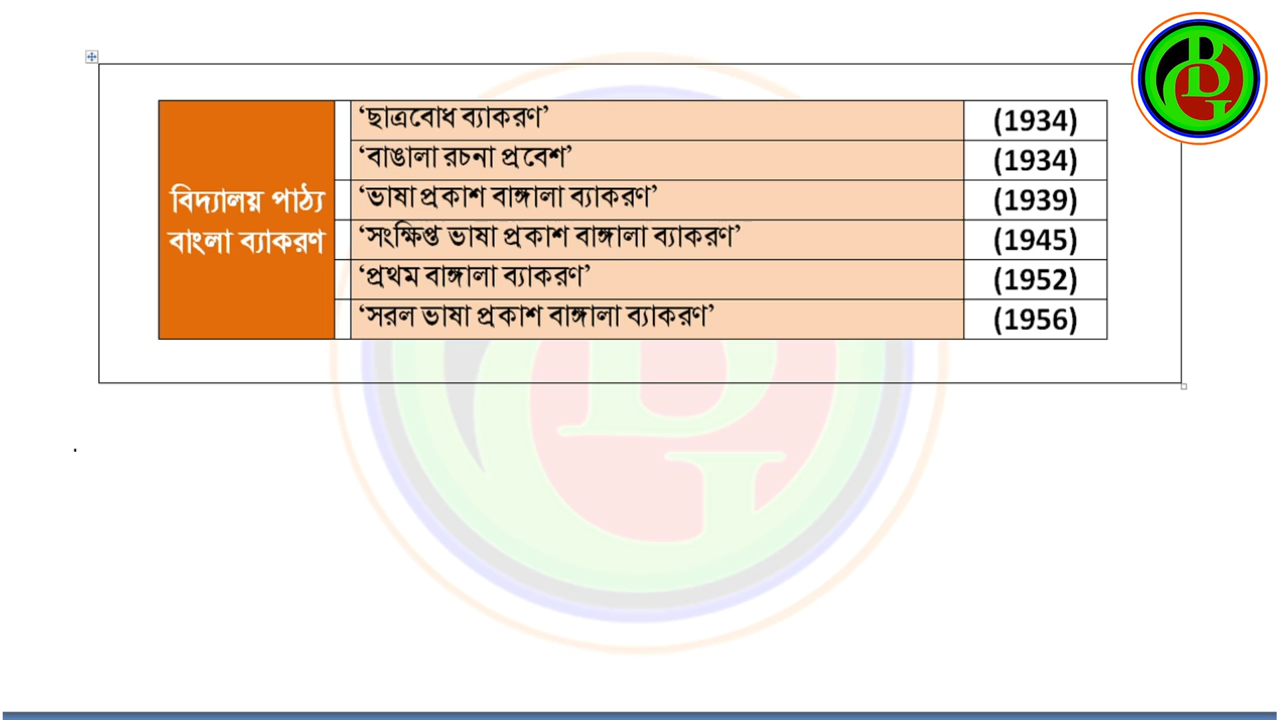 ‘ছাত্রবোধ ব্যাকরণ’ (1934)
‘বাঙালা রচনা প্রবেশ’ (1934)
বিদ্যালয় পাঠ্য
বাংলা ব্যাকরণ
‘ভাষা প্রকাশ বাঙ্গালা ব্যাকরণ’ (1939)
‘সংক্ষিপ্ত ভাষা প্রকাশ বাঙ্গালা ব্যাকরণ’ (1945)
‘প্রথম বাঙ্গালা ব্যাকরণ’ (1952)
‘সরল ভাষা প্রকাশ বাঙ্গালা ব্যাকরণ’ (1956)